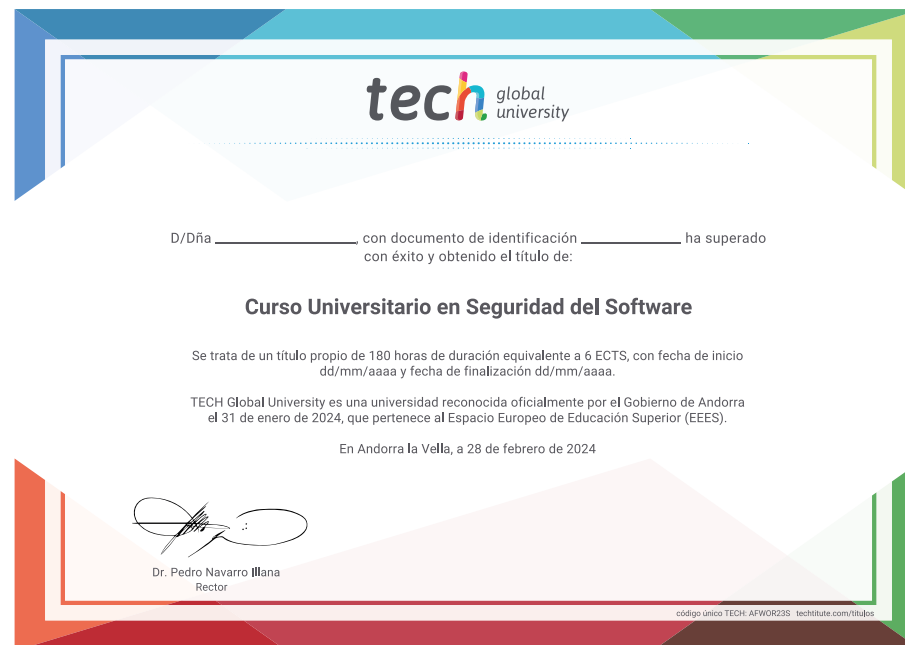 tech global university
D/Dña ____________________, con documento de identificación ______________ ha superado
con éxito y obtenido el título de:
Curso Universitario en Seguridad del Software
Se trata de un título propio de 180 horas de duración equivalente a 6 ECTS, con fecha de inicio
dd/mm/aaaa y fecha de finalización dd/mm/aaaa.
TECH Global University es una universidad reconocida oficialmente por el Gobierno de Andorra
el 31 de enero de 2024, que pertenece al Espacio Europeo de Educación Superior (EEES).
En Andorra la Vella, a 28 de febrero de 2024
Dr. Pedro Navarro Illana
Rector
código único TECH: AFWOR23S techtitute.com/titulos